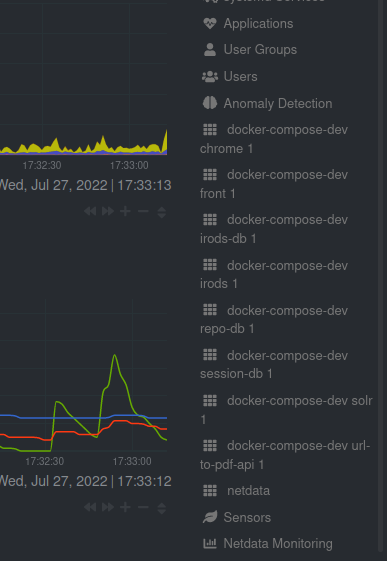 Systems Services
Applications
User Groups
Users
Anomaly Detection
docker-compose-dev
chrome 1
docker-compose-dev
front 1
docker-compose-dev
irods-db 1
docker-compose-dev
irods 1
docker-compose-dev
repo-db 1
docker-compose-dev
session-db 1
docker-compose-dev solr
1
docker-compose-dev url-
to-pdf-api 1
netdata
Sensors
Netdata Monitoring
17:32:30
17:33:00
Wed, Jul 27, 2022 | 17:33:13
17:32:30
17:33:00
Wed, Jul 27, 2022 | 17:33:12